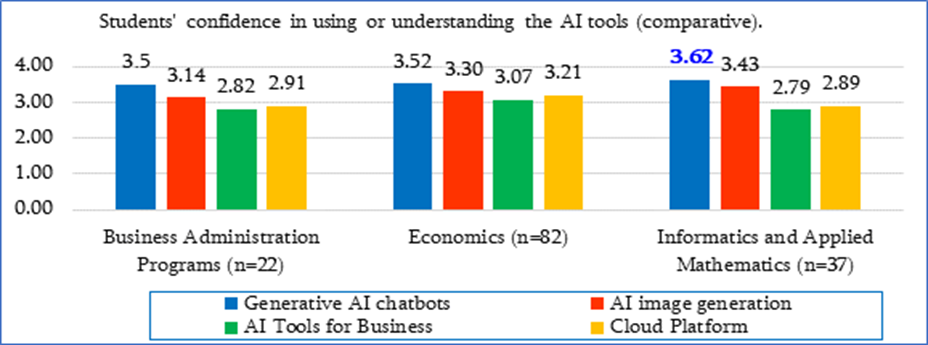 Students' confidence in using or understanding the AI tools (comparative).
4.00
3.00
2.00
1.00
0.00
3.5
3.14
2.82
2.91
3.52
3.30
3.07
3.21
3.62
3.43
2.79
2.89
Business Administration
Programs (n=22)
Economics (n=82)
Informatics and Applied
Mathematics (n=37)
Generative AI chatbots
AI image generation
AI Tools for Business
Cloud Platform